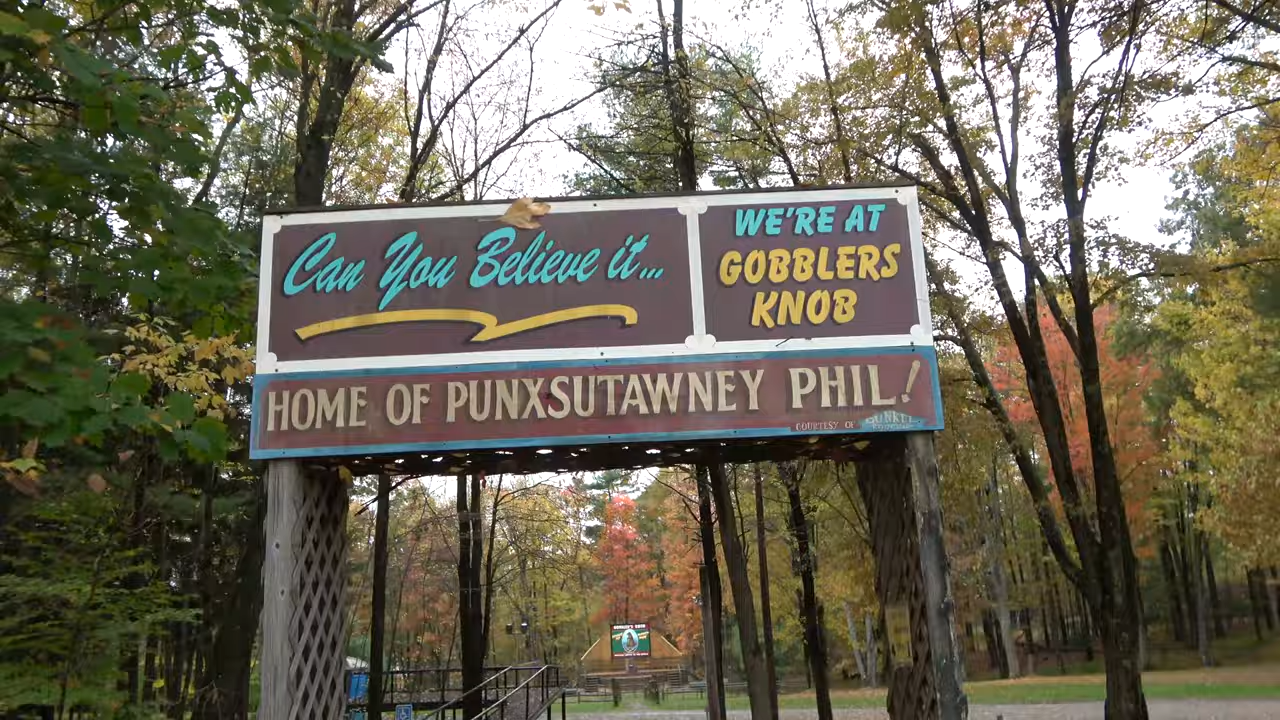 Can You Believe it...
WE'RE AT
GOBBLERS
KNOB
HOME OF PUNXSUTAWNEY PHIL!
COURTESY OF